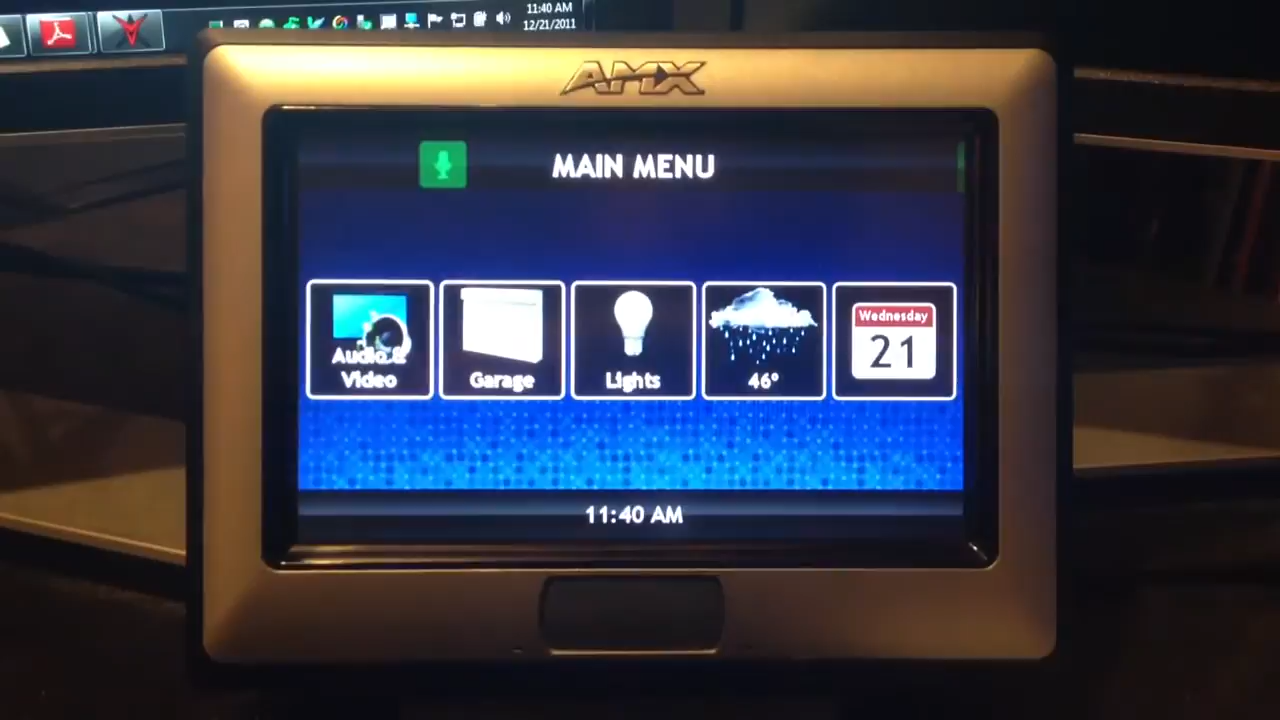 11:40 AM
12/21/2011
AMX
MAIN MENU
Audio &
Video
Garage
Lights
46°
Wednesday
21
11:40 AM